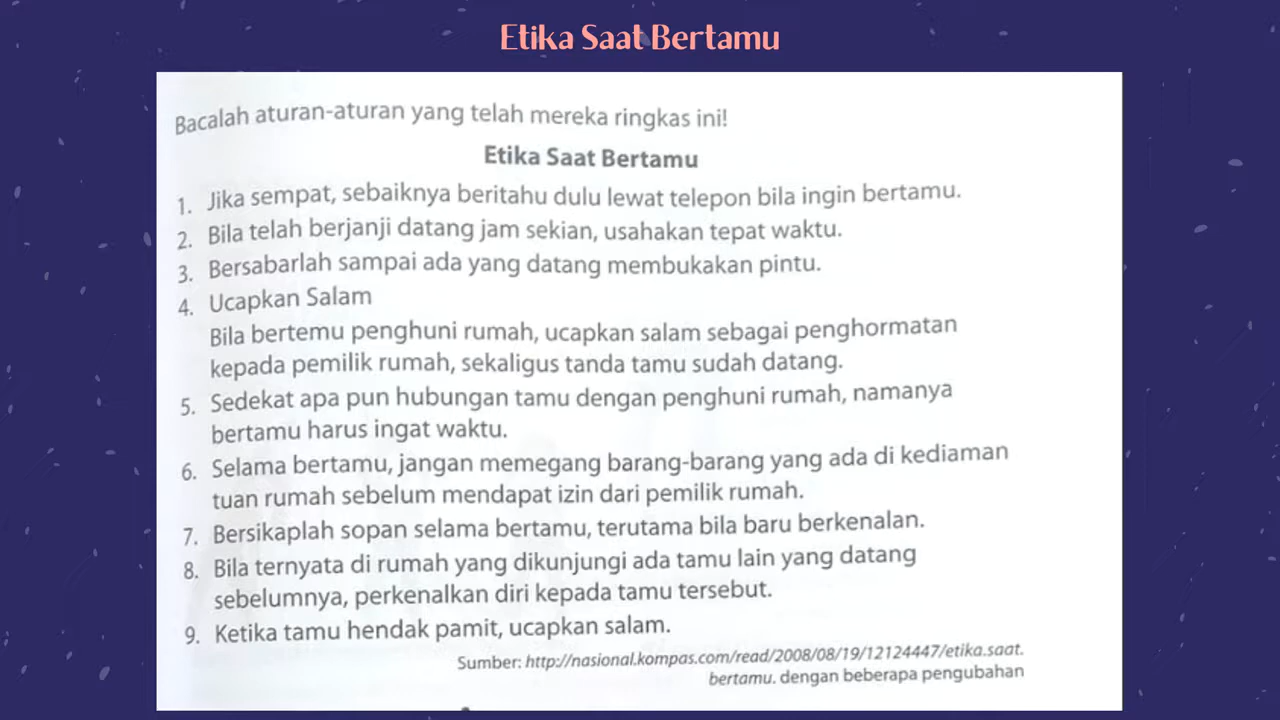 Etika Saat Bertamu
Bacalah aturan-aturan yang telah mereka ringkas ini!
Etika Saat Bertamu
1. Jika sempat, sebaiknya beritahu dulu lewat telepon bila ingin bertamu.
2. Bila telah berjanji datang jam sekian, usahakan tepat waktu.
3. Bersabarlah sampai ada yang datang membukakan pintu.
4. Ucapkan Salam
Bila bertemu penghuni rumah, ucapkan salam sebagai penghormatan
kepada pemilik rumah, sekaligus tanda tamu sudah datang.
5. Sedekat apa pun hubungan tamu dengan penghuni rumah, namanya
bertamu harus ingat waktu.
6. Selama bertamu, jangan memegang barang-barang yang ada di kediaman
tuan rumah sebelum mendapat izin dari pemilik rumah.
7. Bersikaplah sopan selama bertamu, terutama bila baru berkenalan.
8. Bila ternyata di rumah yang dikunjungi ada tamu lain yang datang
sebelumnya, perkenalkan diri kepada tamu tersebut.
9. Ketika tamu hendak pamit, ucapkan salam.
Sumber: http://nasional.kompas.com/read/2008/08/19/12124447/etika.saat.
bertamu. dengan beberapa pengubahan